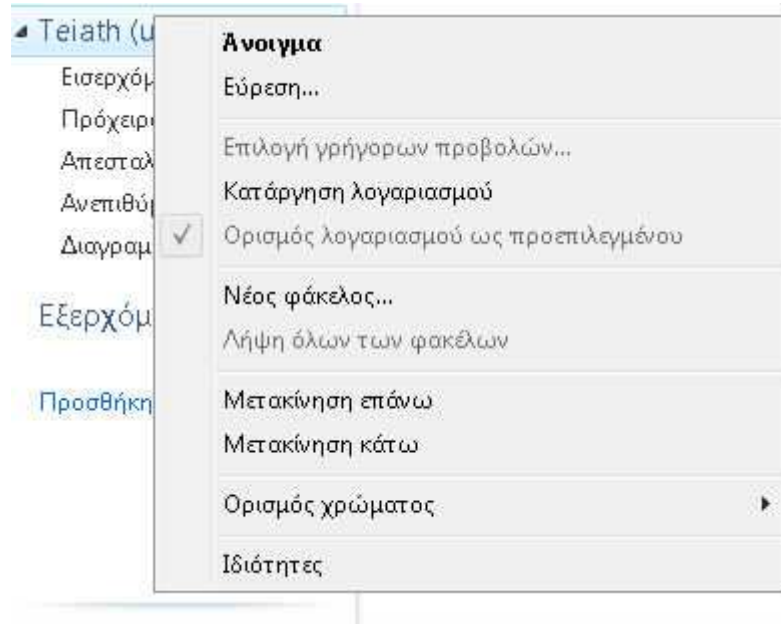 Teiath (u
Εισερχόμ
Πρόχειρ
Απεσταλ
Ανεπιθύ
Διαγραμ
Εξερχόμ
Προσθήκη
Άνοιγμα
Εύρεση...
Επιλογή γρήγορων προβολών...
Κατάργηση λογαριασμού
Ορισμός λογαριασμού ως προεπιλεγμένου
Νέος φάκελος...
Λήψη όλων των φακέλων
Μετακίνηση επάνω
Μετακίνηση κάτω
Ορισμός χρώματος
Ιδιότητες